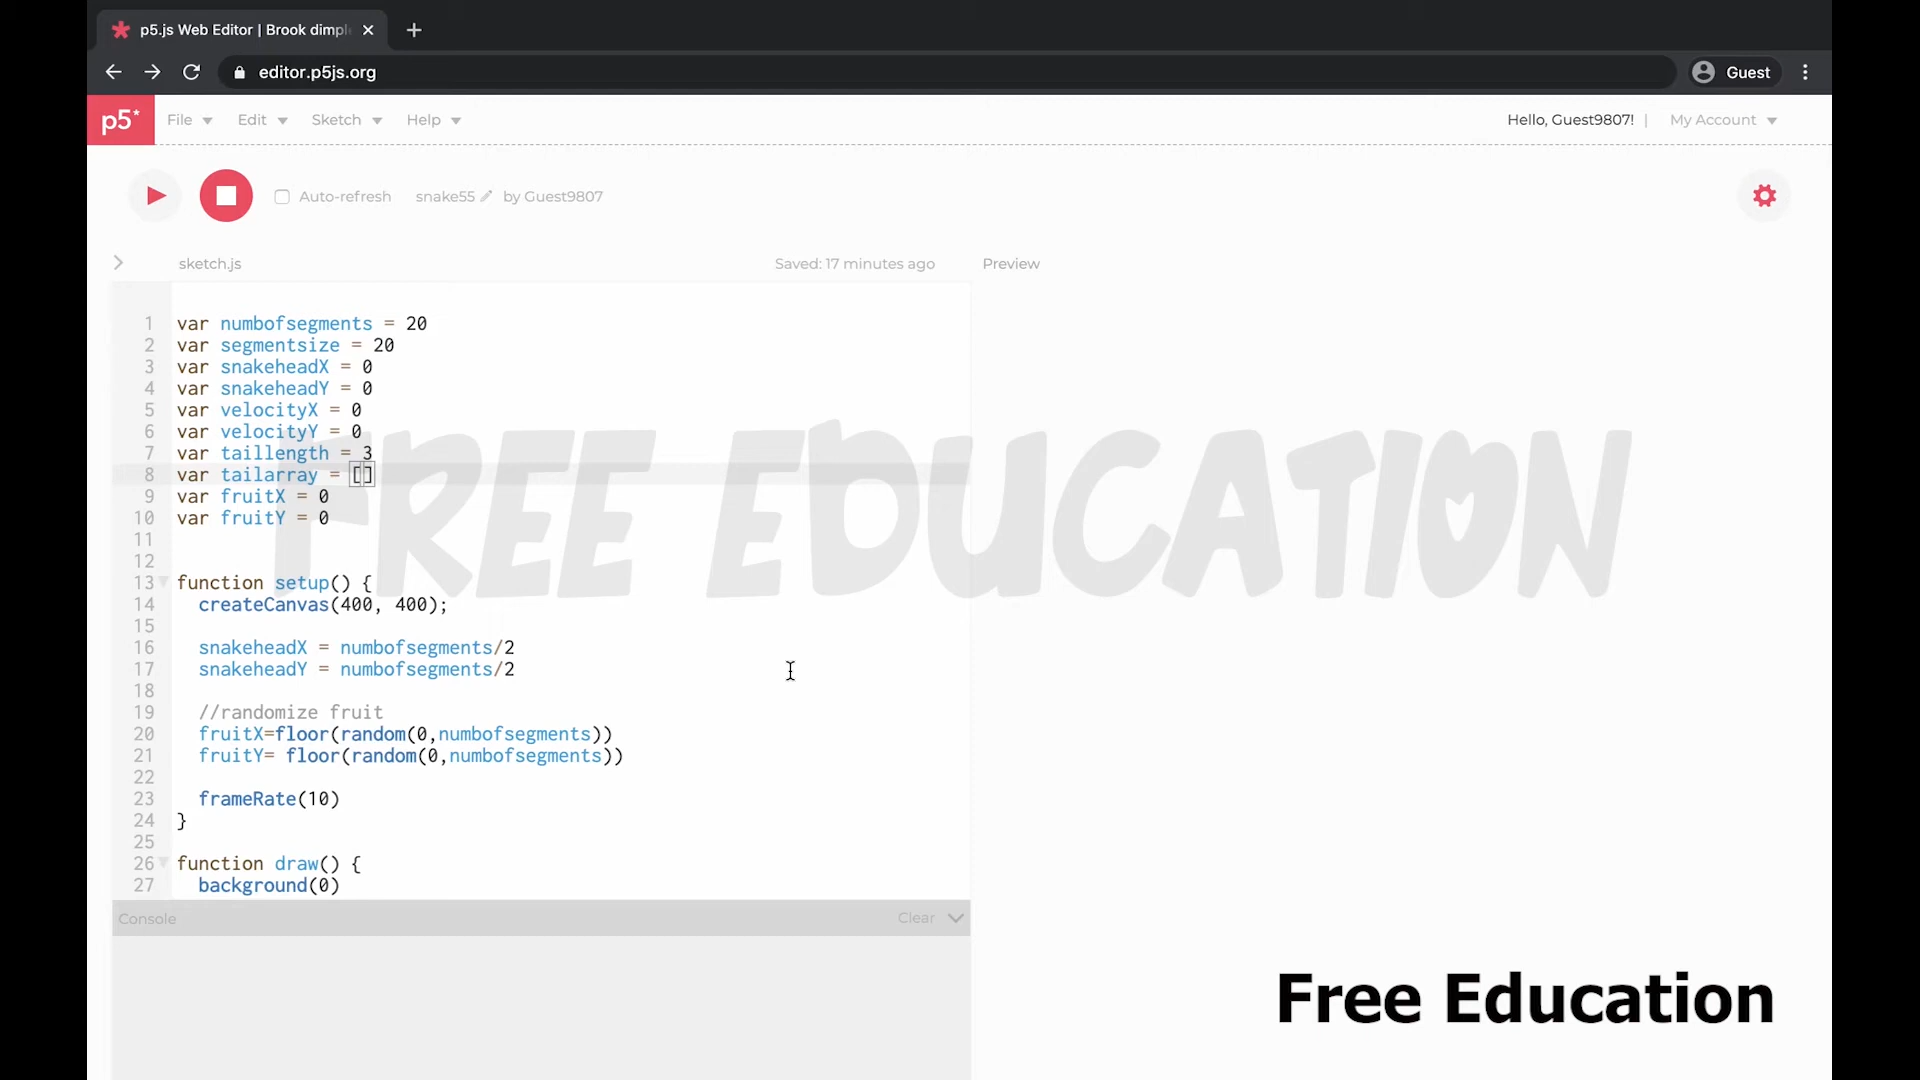 p5.js Web Editor | Brook dimpl
editor.p5js.org
Guest
p5*
File Edit Sketch Help
Hello, Guest9807! | My Account
Auto-refresh snake55 by Guest9807
sketch.js Saved: 17 minutes ago Preview
1 var numbofsegments = 20
2 var segmentsize = 20
3 var snakeheadX = 0
4 var snakeheadY = 0
5 var velocityX = 0
6 var velocityY = 0
7 var taillength = 3
8 var tailarray = []
9 var fruitX = 0
10 var fruitY = 0
11
12
13 function setup() {
14 createCanvas(400, 400);
15
16 snakeheadX = numbofsegments/2
17 snakeheadY = numbofsegments/2
18
19 //randomize fruit
20 fruitX=floor(random(0,numbofsegments))
21 fruitY= floor(random(0,numbofsegments))
22
23 frameRate(10)
24 }
25
26 function draw() {
27 background(0)
FREE EDUCATION
Console Clear
Free Education